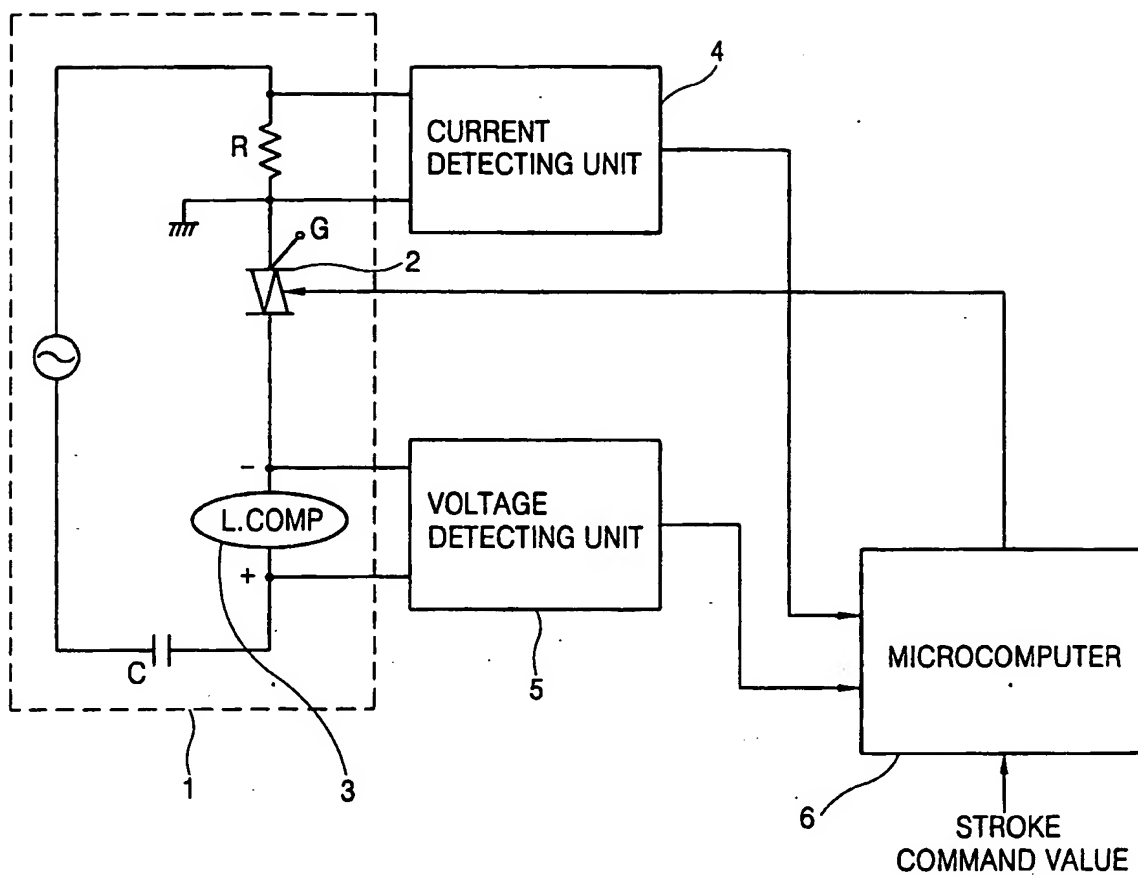 4
CURRENT
DETECTING UNIT
R
G
2
-
L.COMP
+
VOLTAGE
DETECTING UNIT
C
5
MICROCOMPUTER
1
3
6
STROKE
COMMAND VALUE